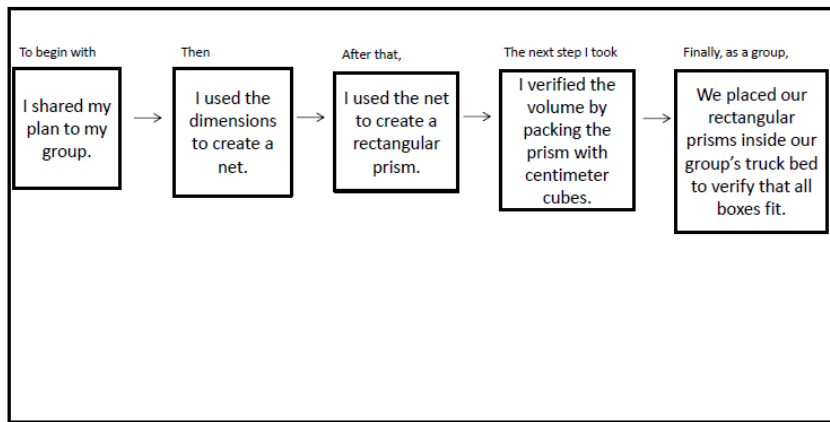 To begin with
I shared my
plan to my
group.
Then
I used the
dimensions
to create a
net.
After that,
I used the net
to create a
rectangular
prism.
The next step I took
I verified the
volume by
packing the
prism with
centimeter
cubes.
Finally, as a group,
We placed our
rectangular
prisms inside our
group's truck bed
to verify that all
boxes fit.